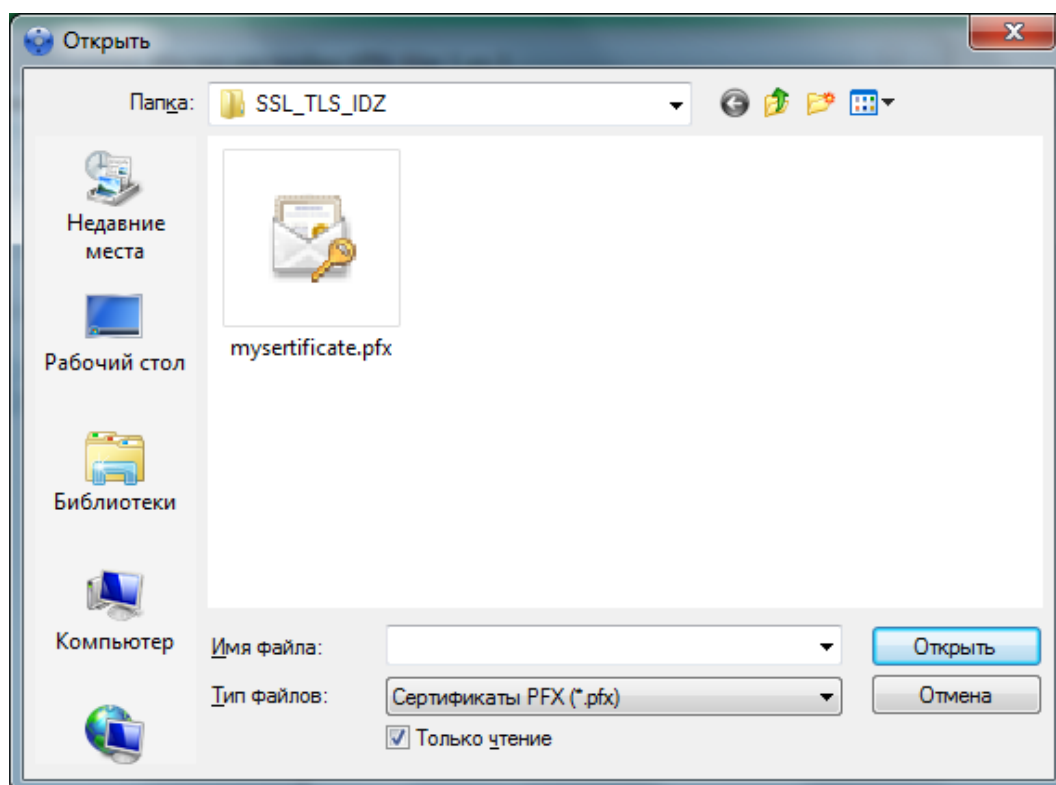 Открыть
Папка:
SSL_TLS_IDZ
Недавние
места
mysertificate.pfx
Рабочий стол
Библиотеки
Компьютер
Имя файла:
Открыть
Тип файлов:
Сертификаты PFX (*.pfx)
Отмена
Только чтение